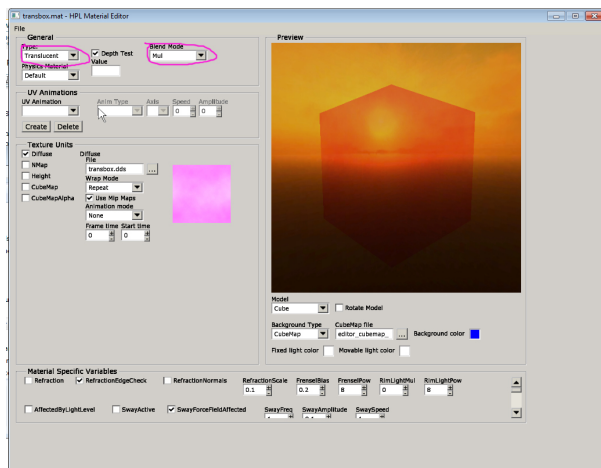 transbox.mat - HPL Material Editor
File
General
Type:
Translucent
Depth Test
Blend Mode
Mul
Value
Physics Material
Default
UV Animations
UV Animation
Anim Type
Axis
Speed
Amplitude
0
0
Create
Delete
Texture Units
Diffuse
NMap
Height
CubeMap
CubeMapAlpha
Diffuse
File
transbox.dds
...
Wrap Mode
Repeat
Use Mip Maps
Animation mode
None
Frame time
Start time
0
0
Preview
Model
Cube
Rotate Model
Background Type
CubeMap file
CubeMap
editor_cubemap_
...
Background color
Fixed light color
Movable light color
Material Specific Variables
Refraction
RefractionEdgeCheck
RefractionNormals
RefractionScale
FrenselBias
FrenselPow
RimLightMul
RimLightPow
0.1
0.2
8
0
8
AffectedByLightLevel
SwayActive
SwayForceFieldAffected
SwayFreq
SwayAmplitude
SwaySpeed